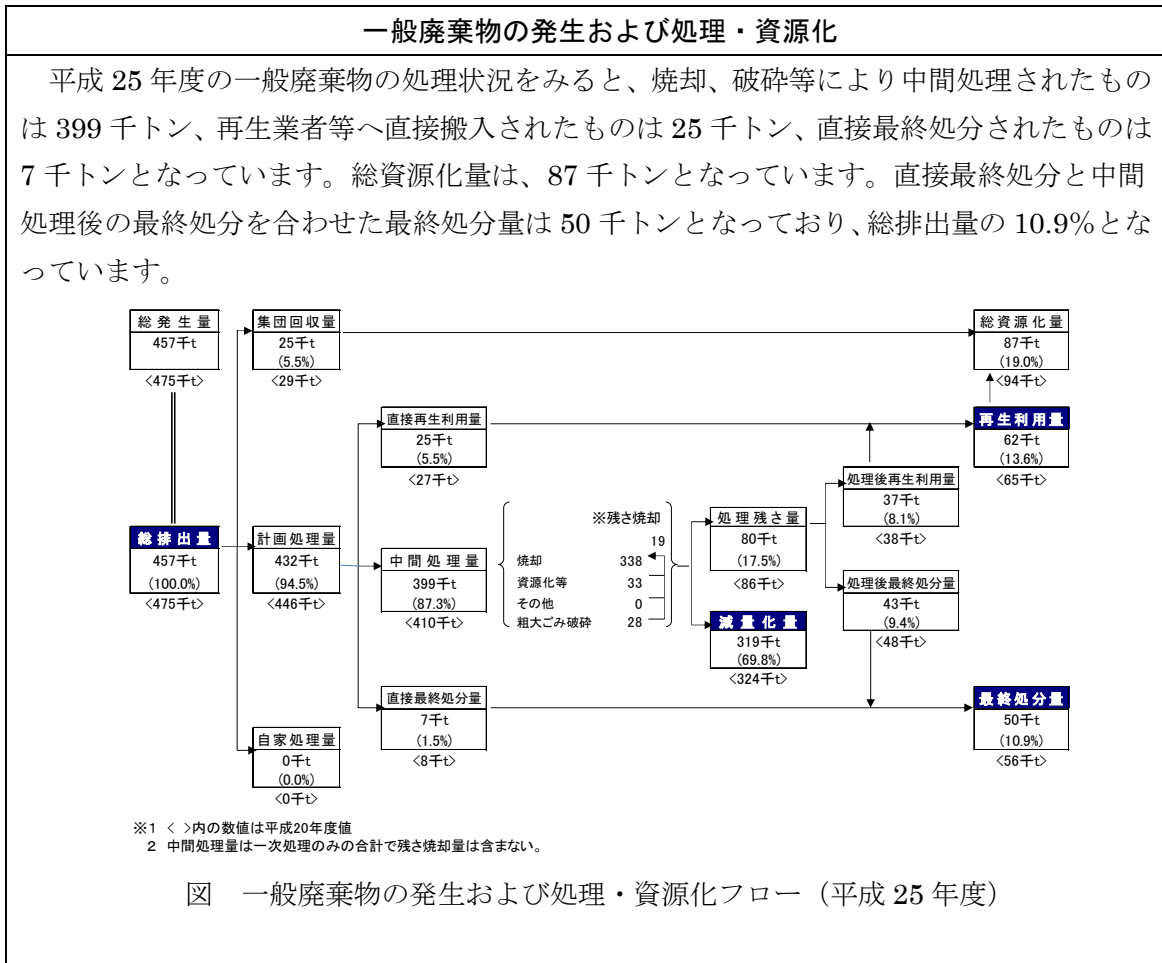 一般廃棄物の発生および処理・資源化
平成 25 年度の一般廃棄物の処理状況をみると、焼却、破砕等により中間処理されたもの
は 399 千トン、再生業者等へ直接搬入されたものは 25 千トン、直接最終処分されたものは
7 千トンとなっています。総資源化量は、87 千トンとなっています。直接最終処分と中間
処理後の最終処分を合わせた最終処分量は 50 千トンとなっており、総排出量の 10.9%とな
っています。
総発生量
457千t
<475千t>
集団回収量
25千t
(5.5%)
<29千t>
総資源化量
87千t
(19.0%)
<94千t>
直接再生利用量
25千t
(5.5%)
<27千t>
再生利用量
62千t
(13.6%)
<65千t>
処理後再生利用量
37千t
(8.1%)
<38千t>
総排出量
457千t
(100.0%)
<475千t>
計画処理量
432千t
(94.5%)
<446千t>
中間処理量
399千t
(87.3%)
<410千t>
※残さ焼却
19
焼却 338
資源化等 33
その他 0
粗大ごみ破砕 28
処理残さ量
80千t
(17.5%)
<86千t>
減量化量
319千t
(69.8%)
<324千t>
処理後最終処分量
43千t
(9.4%)
<48千t>
直接最終処分量
7千t
(1.5%)
<8千t>
最終処分量
50千t
(10.9%)
<56千t>
自家処理量
0千t
(0.0%)
<0千t>
※1 < >内の数値は平成20年度値
2 中間処理量は一次処理のみの合計で残さ焼却量は含まない。
図 一般廃棄物の発生および処理・資源化フロー（平成 25 年度）